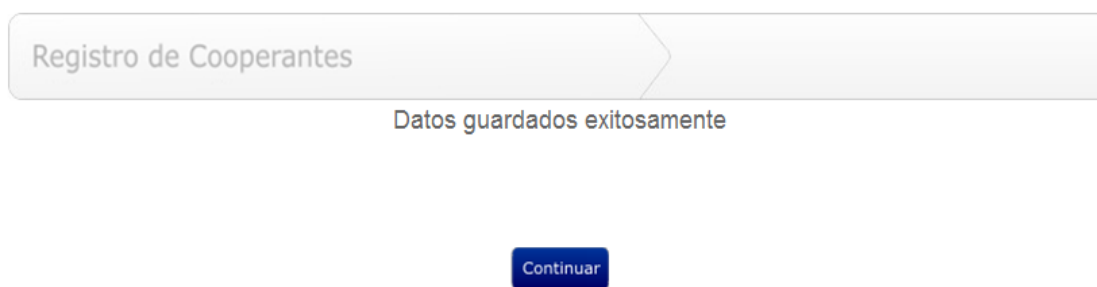 Registro de Cooperantes
Datos guardados exitosamente
Continuar